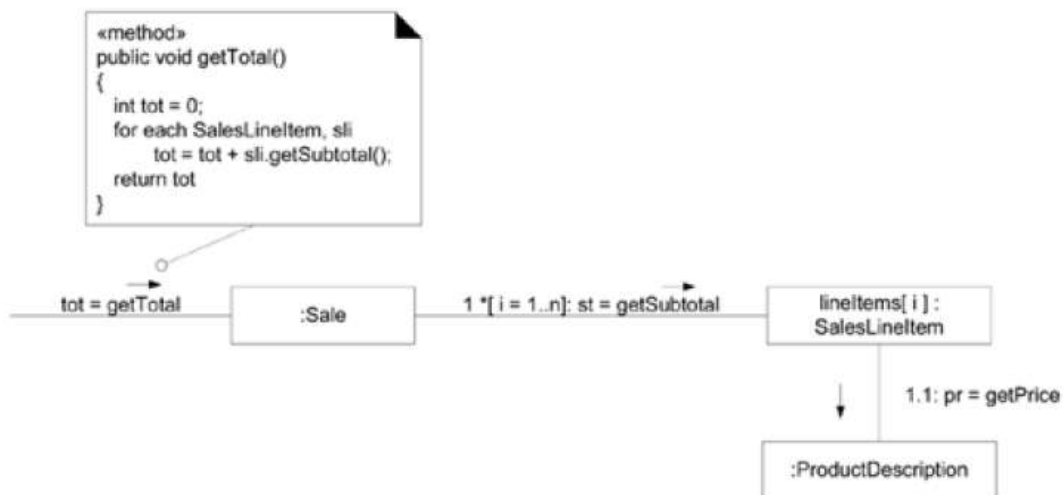 «method»
public void getTotal()
{
int tot = 0;
for each SalesLineItem, sli
tot = tot + sli.getSubtotal();
return tot
}
tot = getTotal
:Sale
1 *[ i = 1..n]: st = getSubtotal
lineItems[ i ] :
SalesLineItem
1.1: pr = getPrice
:ProductDescription